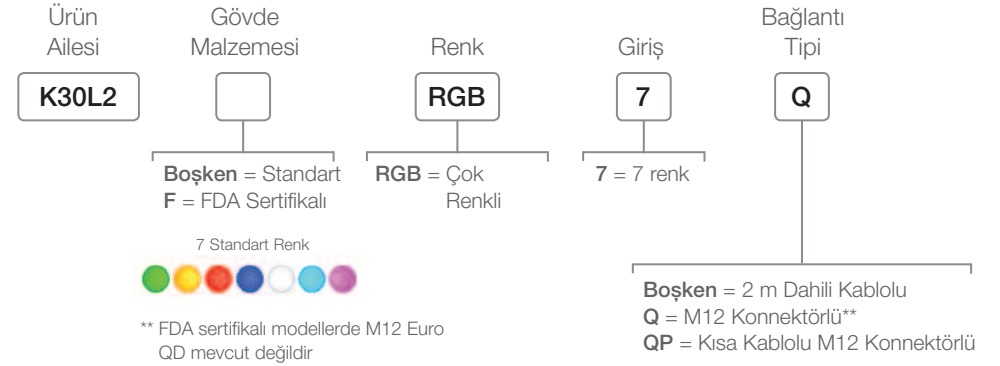 Ürün
Ailesi
Gövde
Malzemesi
Renk
Giriş
Bağlantı
Tipi
K30L2
RGB
7
Q
Boşken = Standart
F = FDA Sertifikalı
RGB = Çok
Renkli
7 = 7 renk
7 Standart Renk
** FDA sertifikalı modellerde M12 Euro
QD mevcut değildir
Boşken = 2 m Dahili Kablolu
Q = M12 Konnektörlü**
QP = Kısa Kablolu M12 Konnektörlü